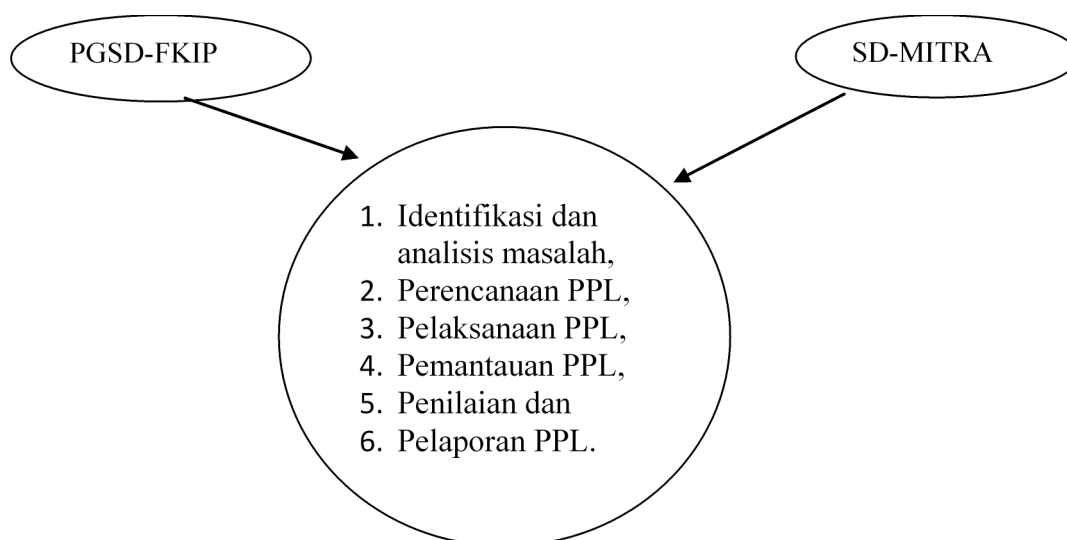 PGSD-FKIP
SD-MITRA
1. Identifikasi dan
analisis masalah,
2. Perencanaan PPL,
3. Pelaksanaan PPL,
4. Pemantauan PPL,
5. Penilaian dan
6. Pelaporan PPL.